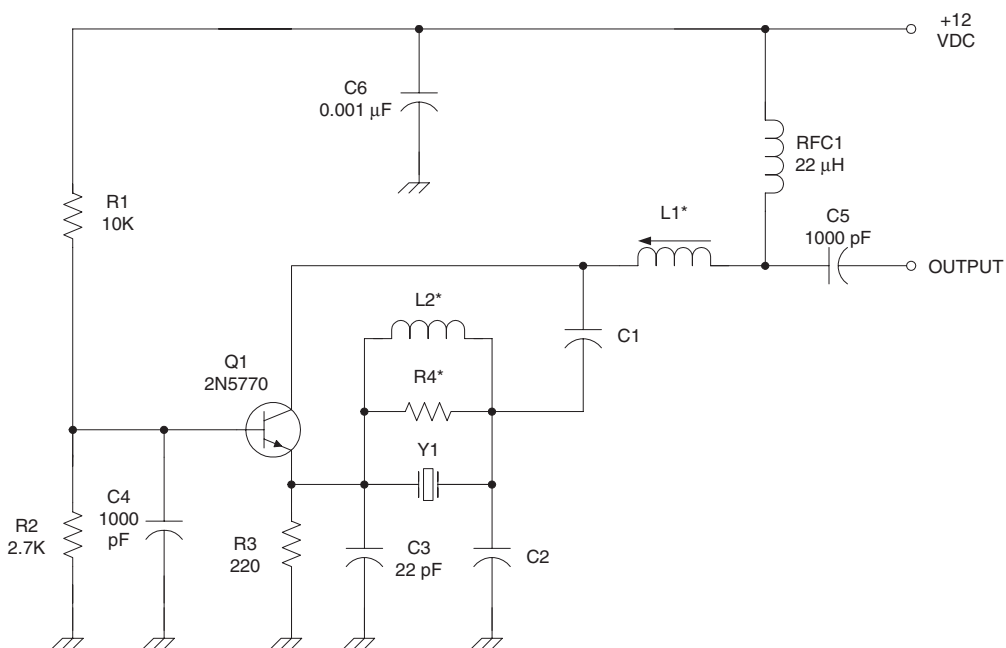 +12
VDC
C6
0.001 μF
RFC1
22 μH
R1
10K
L1*
C5
1000 pF
OUTPUT
L2*
C1
Q1
2N5770
R4*
Y1
C4
1000
pF
R2
2.7K
R3
220
C3
22 pF
C2